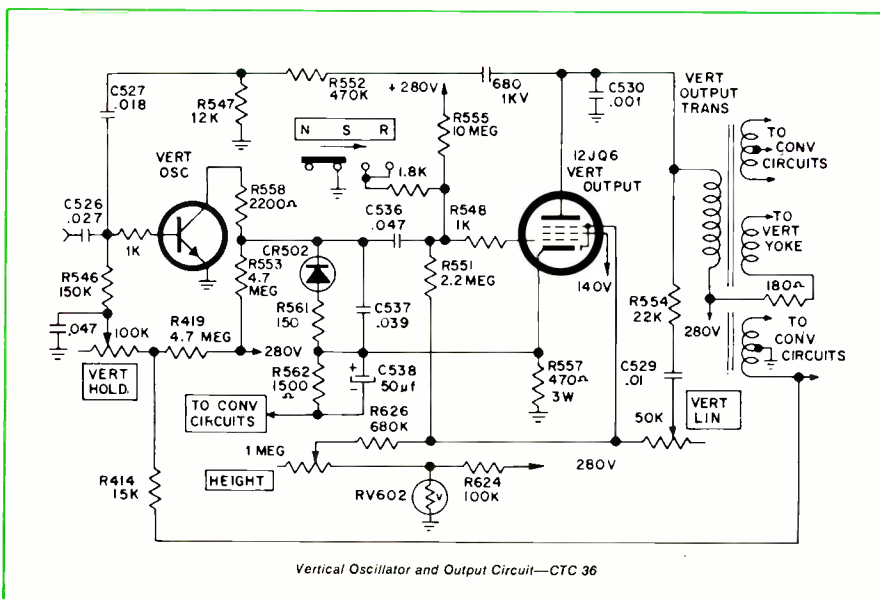 C527
.018
R547
12K
R552
470K
+280V
680
1KV
C530
.001
VERT
OUTPUT
TRANS
R555
10 MEG
TO
CONV
CIRCUITS
N S R
VERT
OSC
1.8K
12JQ6
VERT
OUTPUT
C526
.027
R558
2200Ω
C536
.047
R548
1K
1K
CR502
R553
4.7
MEG
TO
VERT
YOKE
R546
150K
R551
2.2 MEG
140V
R561
150
C537
.039
R554
22K
180Ω
.047
100K
R419
4.7 MEG
280V
280V
TO
CONV
CIRCUITS
VERT
HOLD.
R562
1500
Ω
+
-
C538
50µf
R557
470Ω
3W
C529
.01
TO CONV
CIRCUITS
R626
680K
50K
VERT
LIN
1 MEG
280V
HEIGHT
R414
15K
RV602
V
R624
100K
Vertical Oscillator and Output Circuit—CTC 36